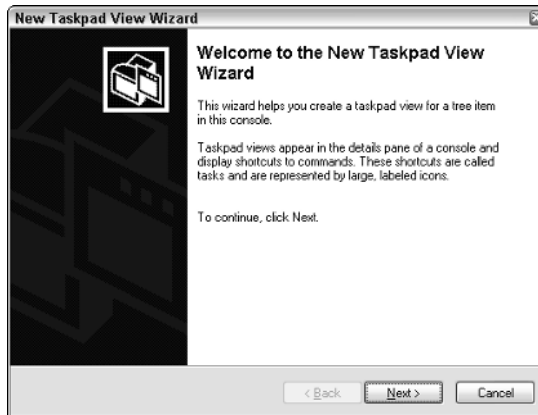 New Taskpad View Wizard
Welcome to the New Taskpad View
Wizard
This wizard helps you create a taskpad view for a tree item
in this console.
Taskpad views appear in the details pane of a console and
display shortcuts to commands. These shortcuts are called
tasks and are represented by large, labeled icons.
To continue, click Next.
< Back Next > Cancel